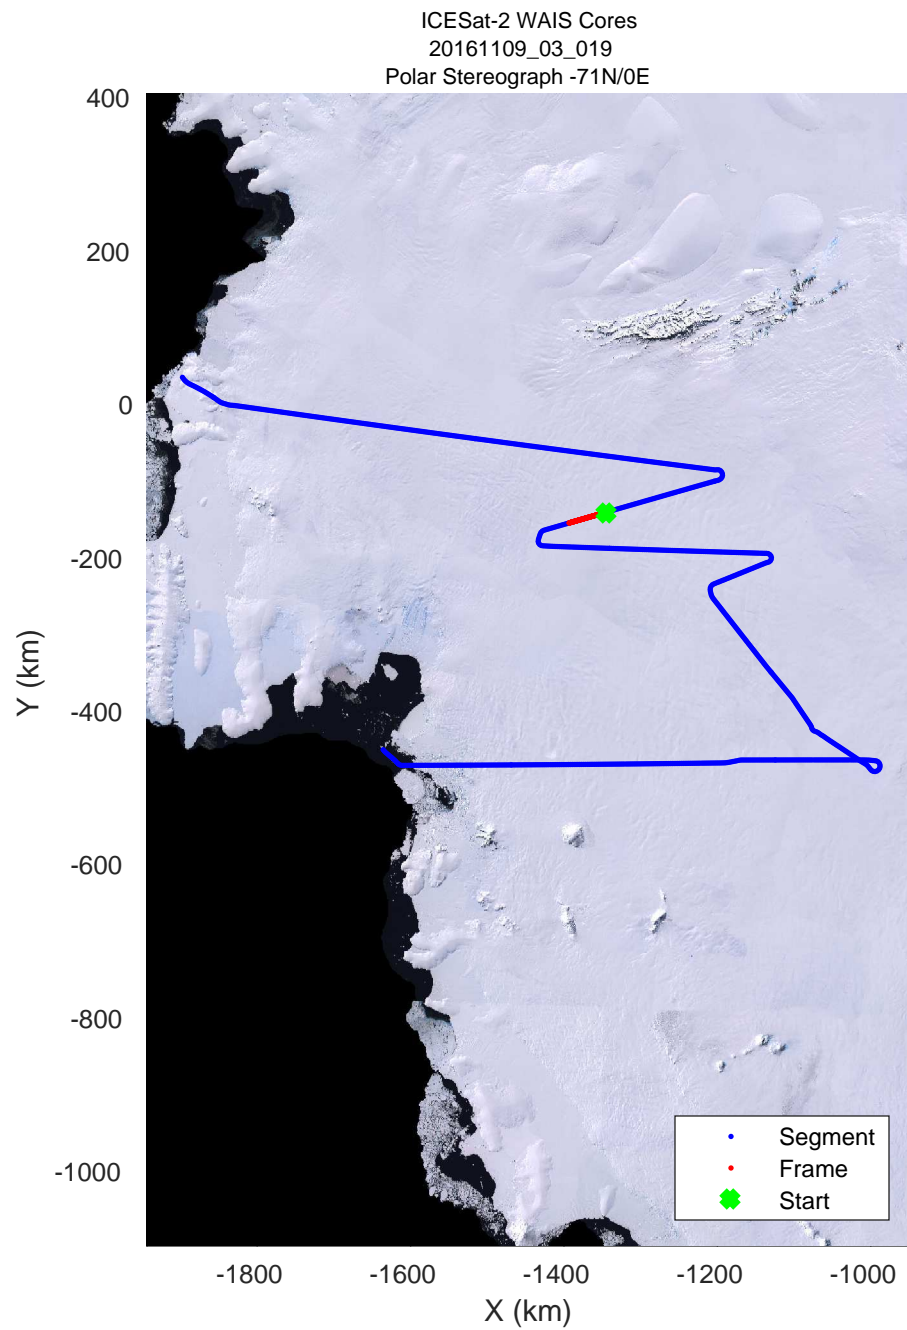 ICESat-2 WAIS Cores
20161109_03_019
Polar Stereograph -71N/0E
400
200
0
-200
-400
-600
-800
-1000
Y (km)
Segment
Frame
Start
-1800
-1600
-1400
-1200
-1000
X (km)